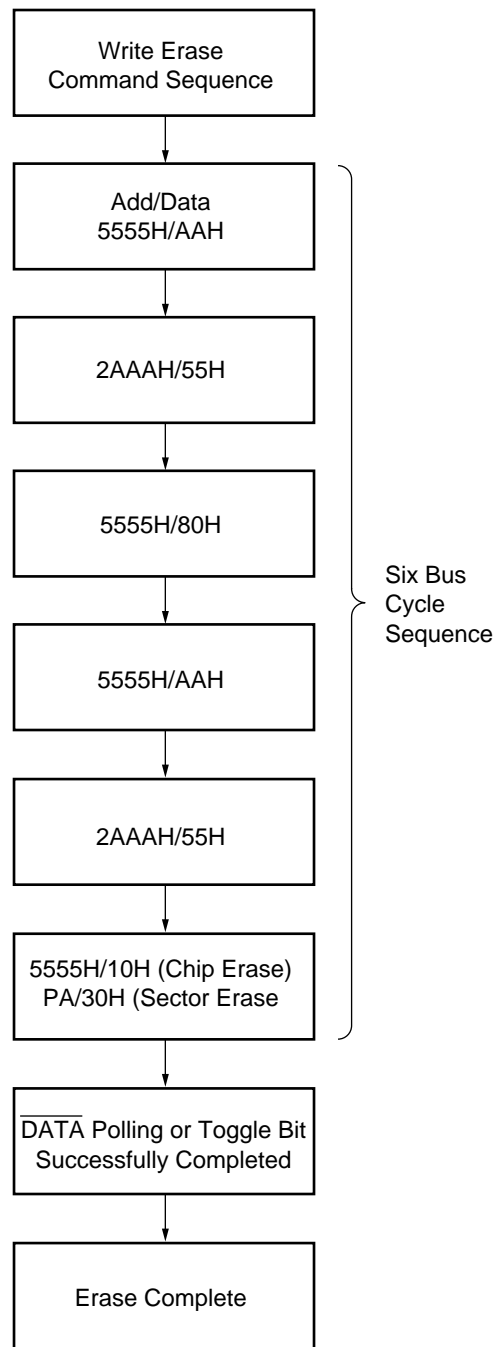 Write Erase
Command Sequence
Add/Data
5555H/AAH
2AAAH/55H
5555H/80H
5555H/AAH
2AAAH/55H
5555H/10H (Chip Erase)
PA/30H (Sector Erase
Six Bus
Cycle
Sequence
D̅A̅T̅A̅ Polling or Toggle Bit
Successfully Completed
Erase Complete